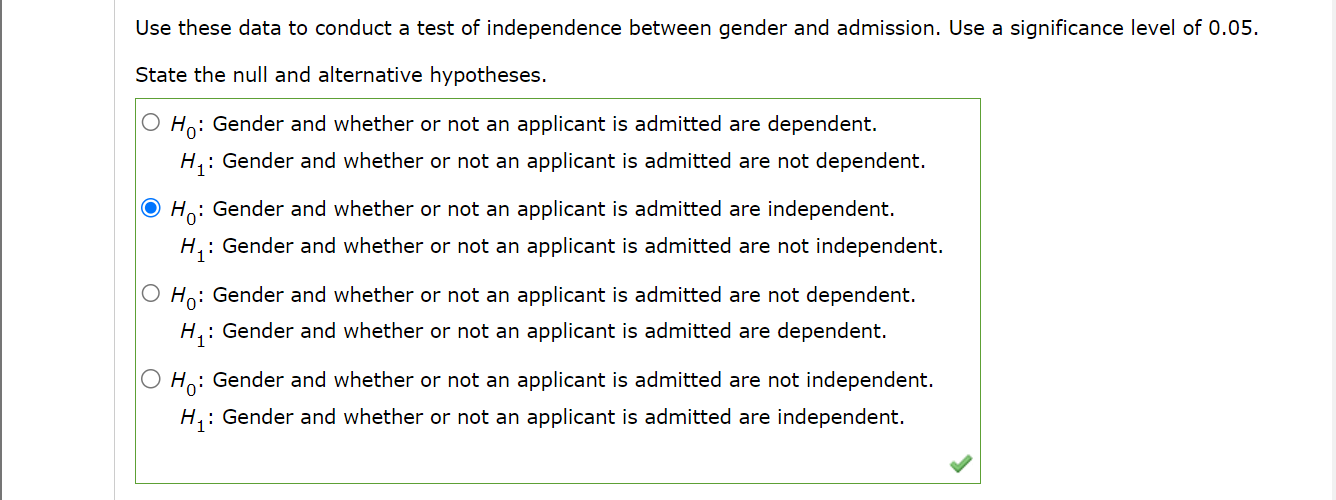 Use these data to conduct a test of independence between gender and admission. Use a significance level of 0.05.
State the null and alternative hypotheses.
H0: Gender and whether or not an applicant is admitted are dependent.
H1: Gender and whether or not an applicant is admitted are not dependent.
H0: Gender and whether or not an applicant is admitted are independent.
H1: Gender and whether or not an applicant is admitted are not independent.
H0: Gender and whether or not an applicant is admitted are not dependent.
H1: Gender and whether or not an applicant is admitted are dependent.
H0: Gender and whether or not an applicant is admitted are not independent.
H1: Gender and whether or not an applicant is admitted are independent.